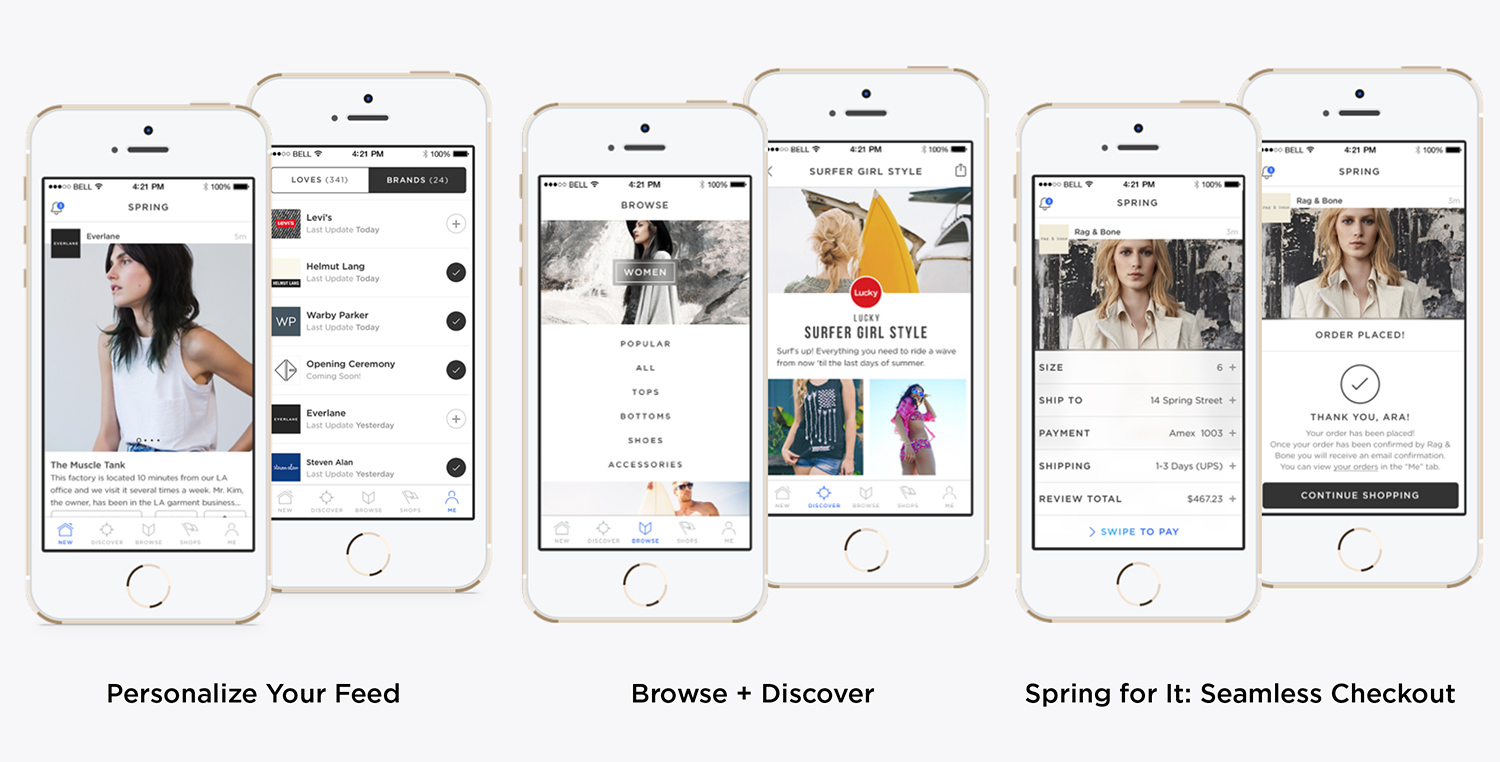 ●●●○○ BELL 4:21 PM 100%
SPRING
EVERLANE
Everlane 5m
The Muscle Tank
This factory is located 10 minutes from our LA
office and we visit it several times a week. Mr. Kim,
the owner, has been in the LA garment business...
NEW DISCOVER BROWSE SHOPS ME
BELL 4:21 PM 100%
LOVES (341) BRANDS (24)
Levi's
Levi's
Last Update Today
HELMUT LANG
Helmut Lang
Last Update Today
WP
Warby Parker
Last Update Today
Opening Ceremony
Coming Soon!
EVERLANE
Everlane
Last Update Yesterday
steven alan
Steven Alan
Last Update Yesterday
NEW DISCOVER BROWSE SHOPS ME
Personalize Your Feed
●●●○○ BELL 4:21 PM 100%
BROWSE
WOMEN
POPULAR
ALL
TOPS
BOTTOMS
SHOES
ACCESSORIES
NEW DISCOVER BROWSE SHOPS ME
BELL 4:21 PM 100%
SURFER GIRL STYLE
Lucky
LUCKY
SURFER GIRL STYLE
Surf's up! Everything you need to ride a wave
from now 'til the last days of summer.
NEW DISCOVER BROWSE SHOPS ME
Browse + Discover
●●●○○ BELL 4:21 PM 100%
SPRING
Rag & Bone 3m
SIZE 6 +
SHIP TO 14 Spring Street +
PAYMENT Amex 1003 +
SHIPPING 1-3 Days (UPS) +
REVIEW TOTAL $467.23 +
> SWIPE TO PAY
BELL 4:21 PM 100%
SPRING
Rag & Bone 3m
ORDER PLACED!
THANK YOU, ARA!
Your order has been placed!
Once your order has been confirmed by Rag &
Bone you will receive an email confirmation.
You can view your orders in the "Me" tab.
CONTINUE SHOPPING
Spring for It: Seamless Checkout